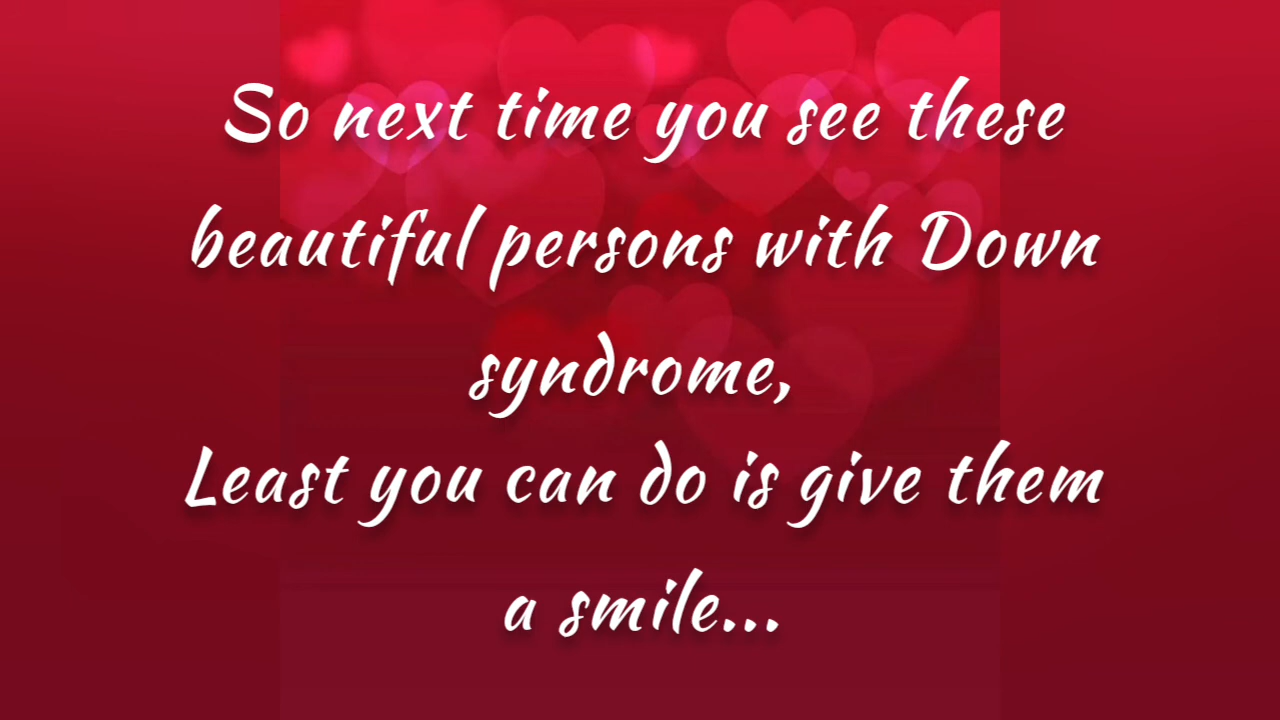 So next time you see these
beautiful persons with Down
syndrome,
Least you can do is give them
a smile...